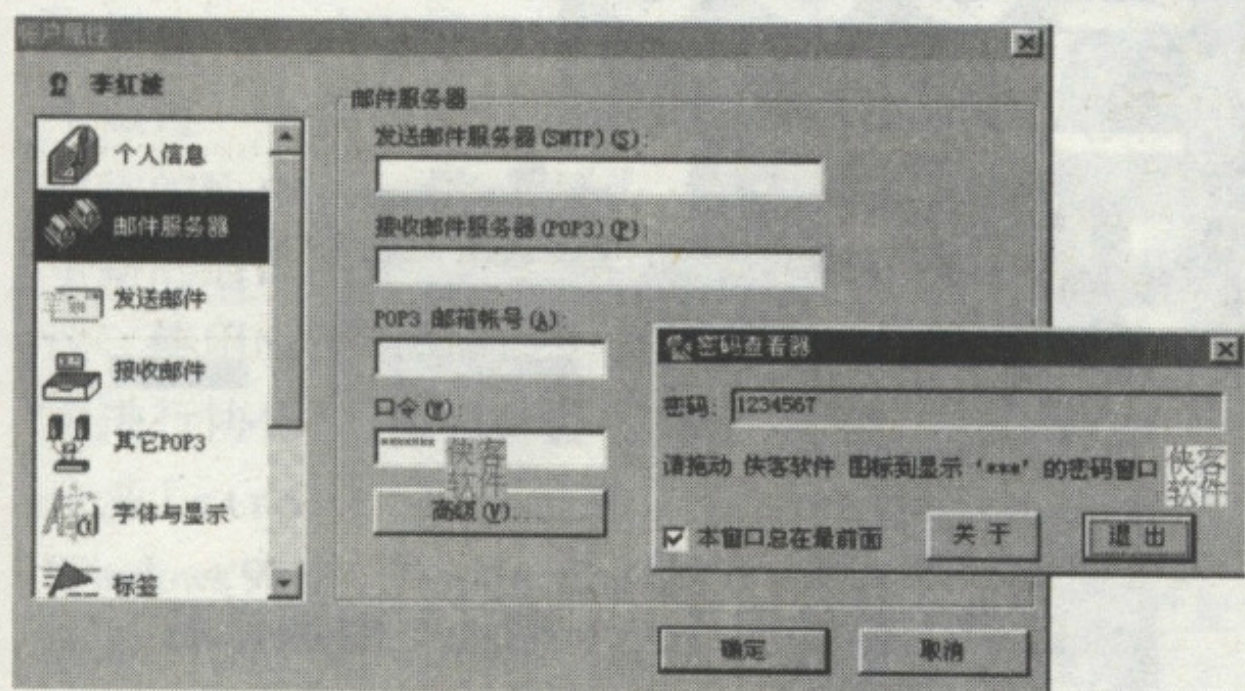 帐户属性
李红波
个人信息
邮件服务器
发送邮件
接收邮件
其它POP3
字体与显示
标签
邮件服务器
发送邮件服务器(SMTP)(S):
接收邮件服务器(POP3)(P):
POP3 邮箱帐号(A):
口令(W):
*******
侠客
软件
高级(V)...
确定
取消
密码查看器
密码: 1234567
请拖动 侠客软件 图标到显示 '***' 的密码窗口
侠客
软件
本窗口总在最前面
关于
退出